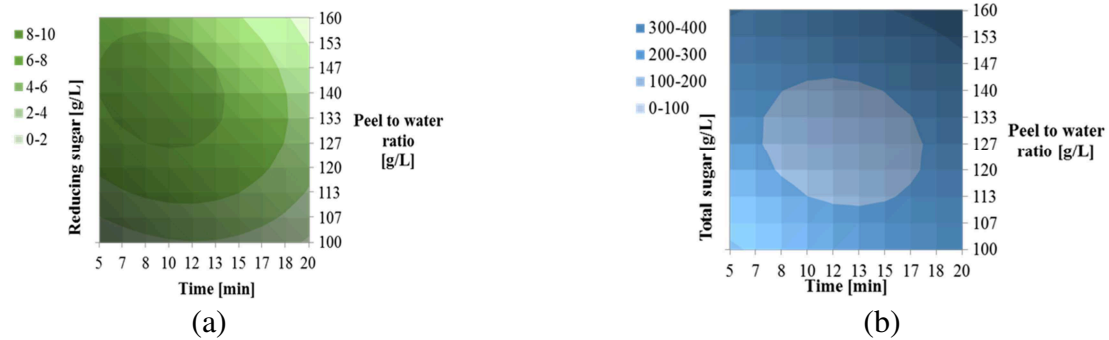 8-10
6-8
4-6
2-4
0-2
Reducing sugar [g/L]
160
153
147
140
133
127
120
113
107
100
Peel to water
ratio
[g/L]
5 7 8 10 12 13 15 17 18 20
Time [min]
(a)
300-400
200-300
100-200
0-100
Total sugar [g/L]
160
153
147
140
133
127
120
113
107
100
Peel to water
ratio [g/L]
5 7 8 10 12 13 15 17 18 20
Time [min]
(b)